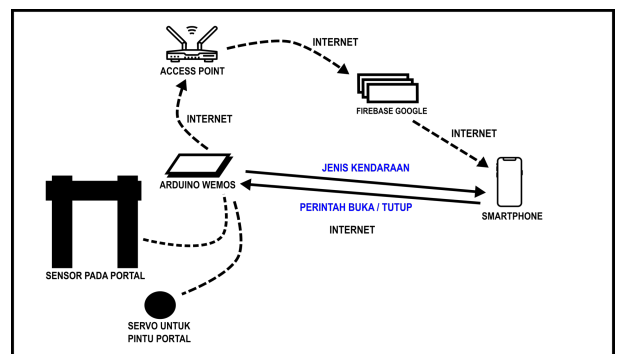 INTERNET
ACCESS POINT
FIREBASE GOOGLE
INTERNET
INTERNET
JENIS KENDARAAN
ARDUINO WEMOS
PERINTAH BUKA / TUTUP
SMARTPHONE
INTERNET
SENSOR PADA PORTAL
SERVO UNTUK
PINTU PORTAL